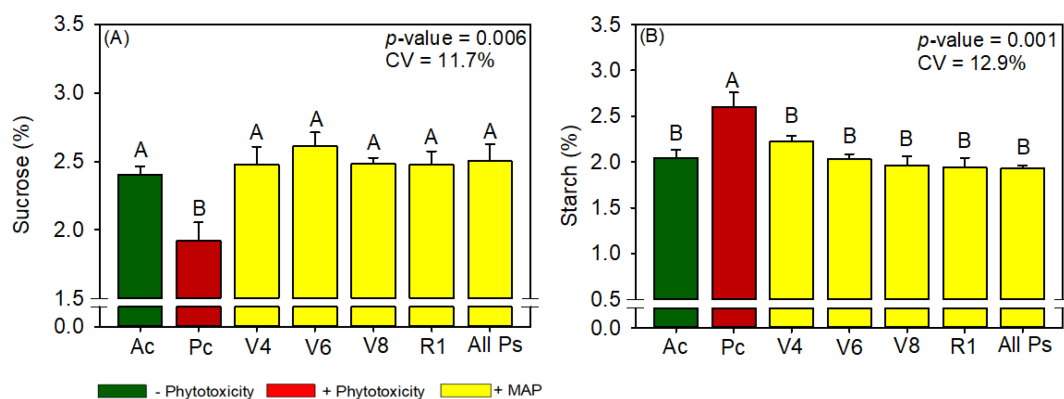 (A)
p-value = 0.006
CV = 11.7%
Sucrose (%)
3.5
3.0
2.5
2.0
1.5
0.0
A
B
A
A
A
A
A
Ac Pc V4 V6 V8 R1 All Ps
(B)
p-value = 0.001
CV = 12.9%
Starch (%)
3.5
3.0
2.5
2.0
1.5
1.0
0.5
0.0
B
A
B
B
B
B
B
Ac Pc V4 V6 V8 R1 All Ps
- Phytotoxicity + Phytotoxicity + MAP